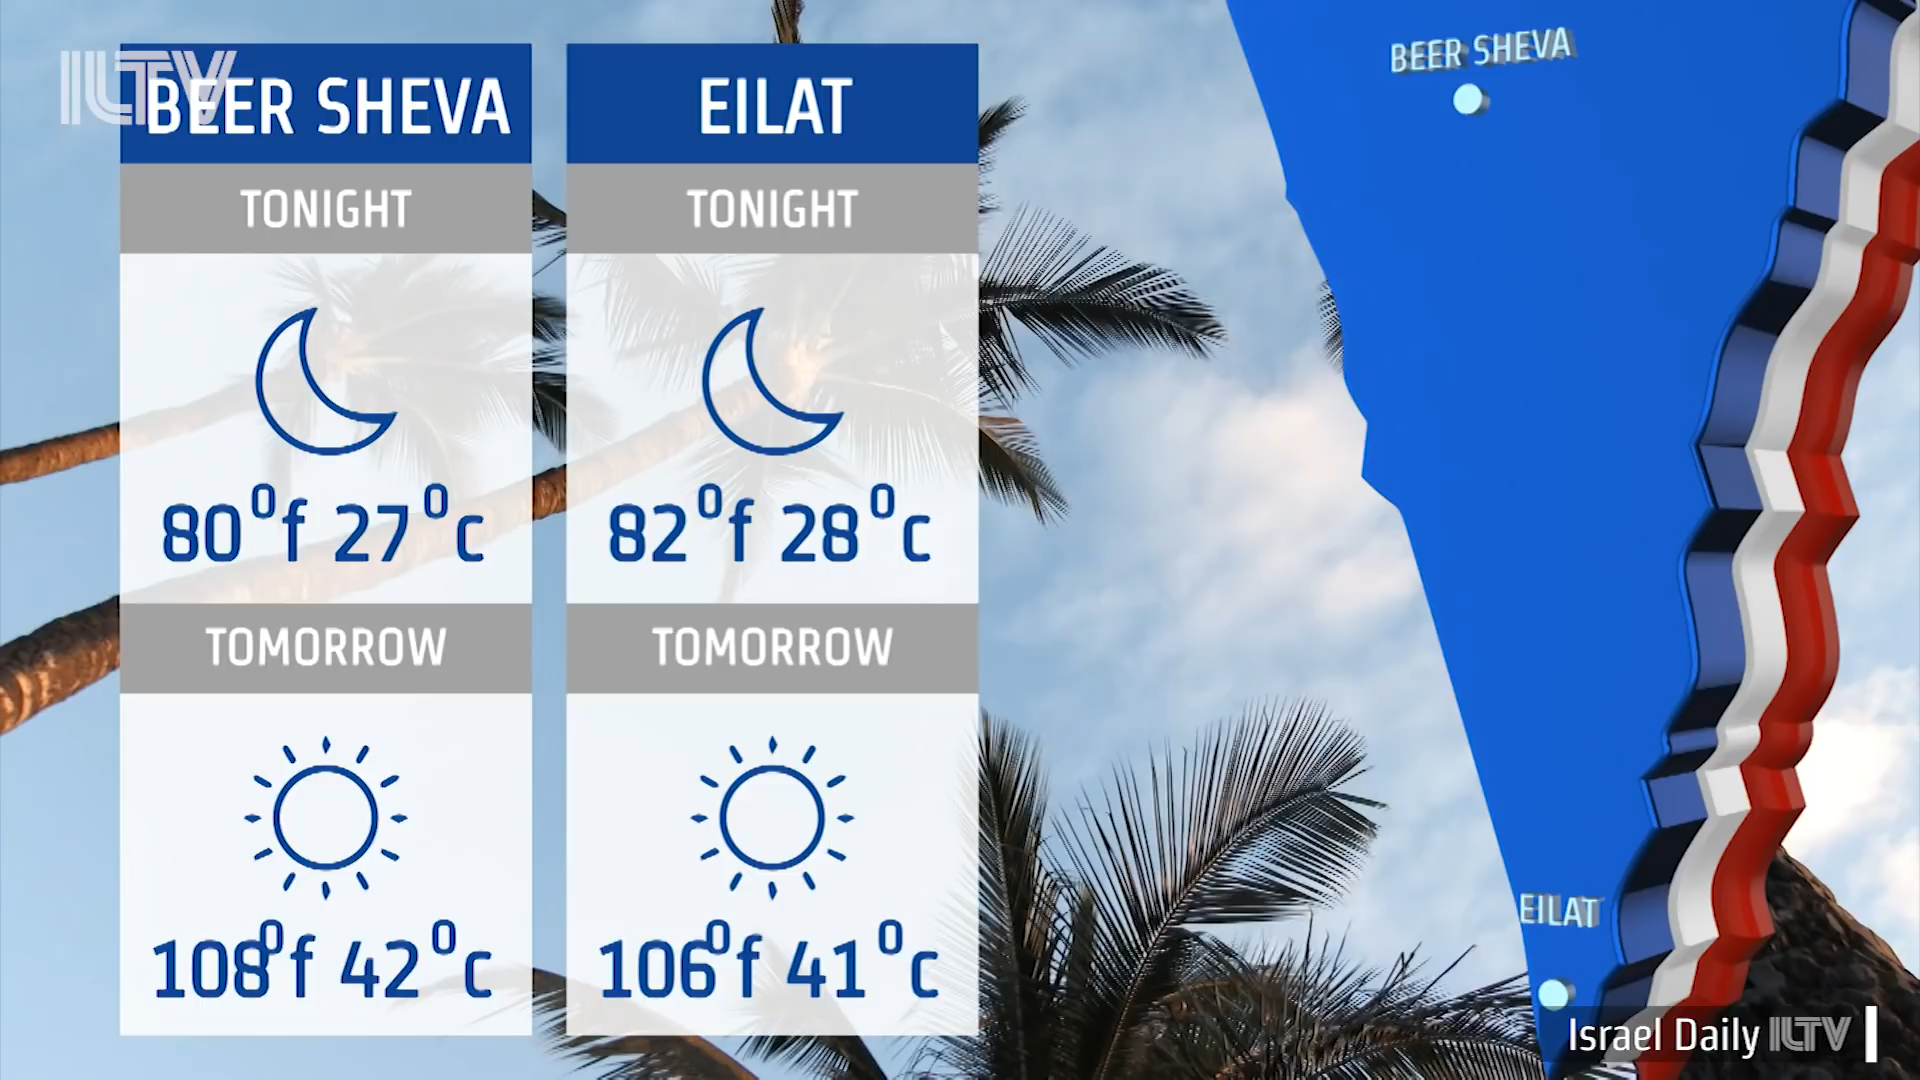 ILTV
BEER SHEVA
TONIGHT
80°f 27°c
TOMORROW
108°f 42°c
EILAT
TONIGHT
82°f 28°c
TOMORROW
106°f 41°c
BEER SHEVA
EILAT
Israel Daily ILTV